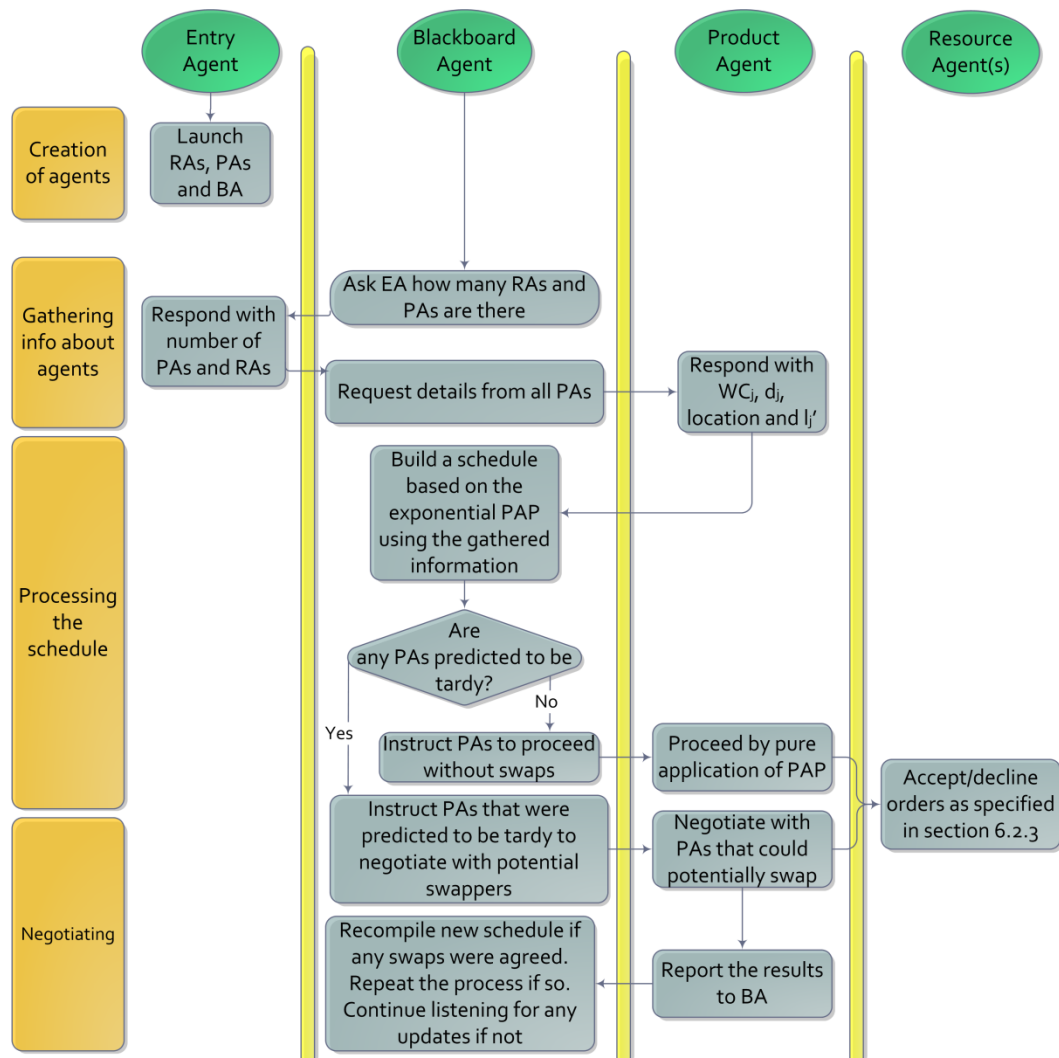 Entry
Agent
Blackboard
Agent
Product
Agent
Resource
Agent(s)
Creation
of agents
Launch
RAs, PAs
and BA
Gathering
info about
agents
Ask EA how many RAs and
PAs are there
Respond with
number of
PAs and RAs
Request details from all PAs
Respond with
WCⱼ, dⱼ,
location and lⱼ’
Processing
the
schedule
Build a schedule
based on the
exponential PAP
using the gathered
information
Are
any PAs predicted to be
tardy?
No
Yes
Instruct PAs to proceed
without swaps
Proceed by pure
application of PAP
Accept/decline
orders as specified
in section 6.2.3
Negotiating
Instruct PAs that were
predicted to be tardy to
negotiate with potential
swappers
Negotiate with
PAs that could
potentially swap
Recompile new schedule if
any swaps were agreed.
Repeat the process if so.
Continue listening for any
updates if not
Report the results
to BA